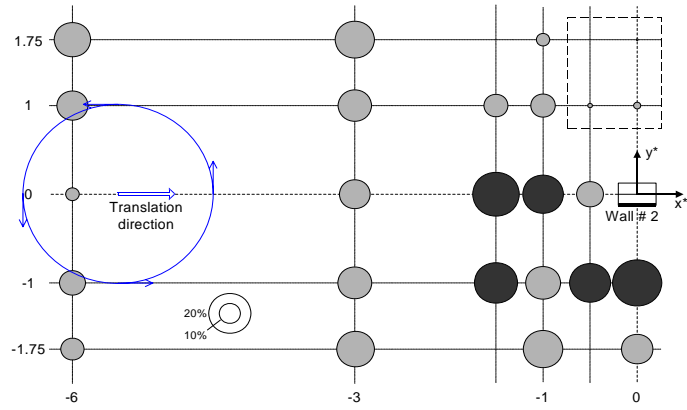 1.75
1
y*
0
x*
Translation
direction
Wall # 2
-1
20%
10%
-1.75
-6
-3
-1
0